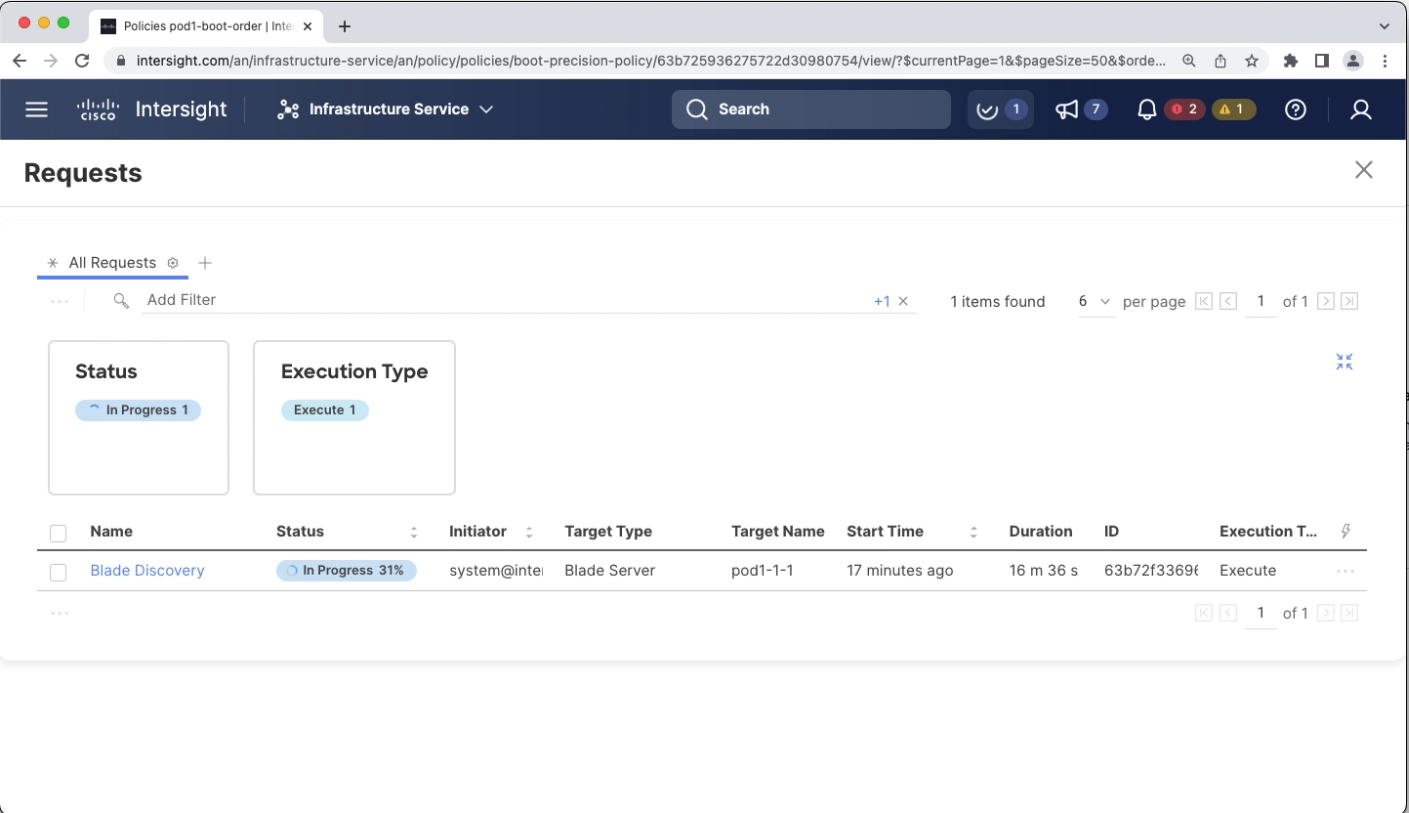 Policies pod1-boot-order | Inte
intersight.com/an/infrastructure-service/an/policy/policies/boot-precision-policy/63b725936275722d30980754/view/?$currentPage=1&$pageSize=50&$orde...
cisco Intersight Infrastructure Service Search 1 7 2 1
Requests
All Requests
Add Filter +1 1 items found 6 per page 1 of 1
Status Execution Type
In Progress 1 Execute 1
Name Status Initiator Target Type Target Name Start Time Duration ID Execution T...
Blade Discovery In Progress 31% system@inter Blade Server pod1-1-1 17 minutes ago 16 m 36 s 63b72f33696 Execute
1 of 1